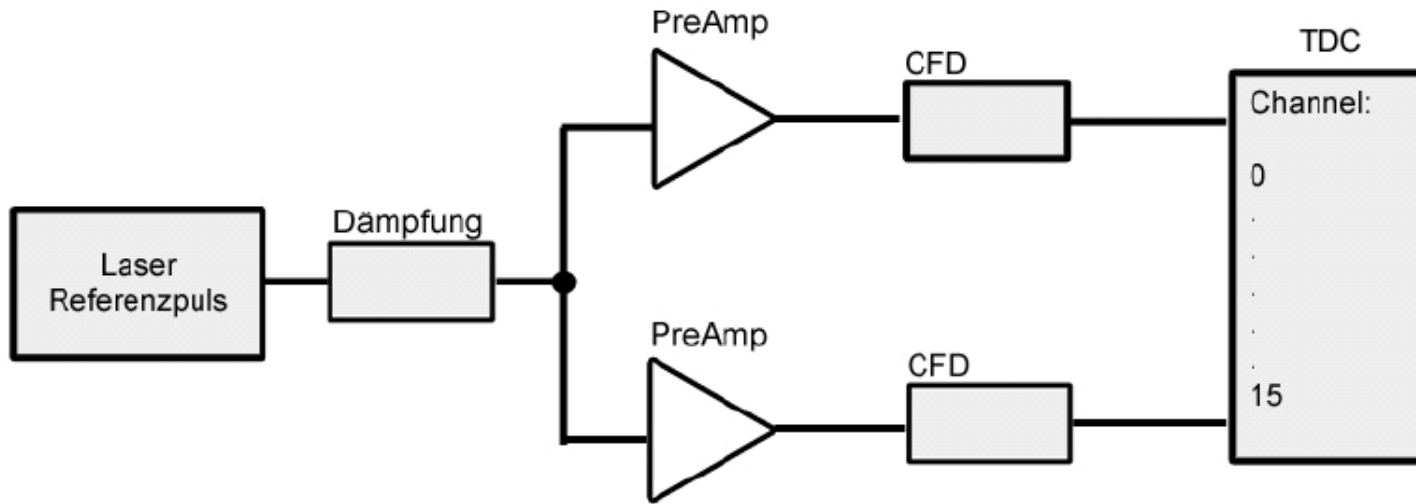 PreAmp
CFD
TDC
Channel:
0
.
.
.
.
.
15
Dämpfung
Laser
Referenzpuls
PreAmp
CFD